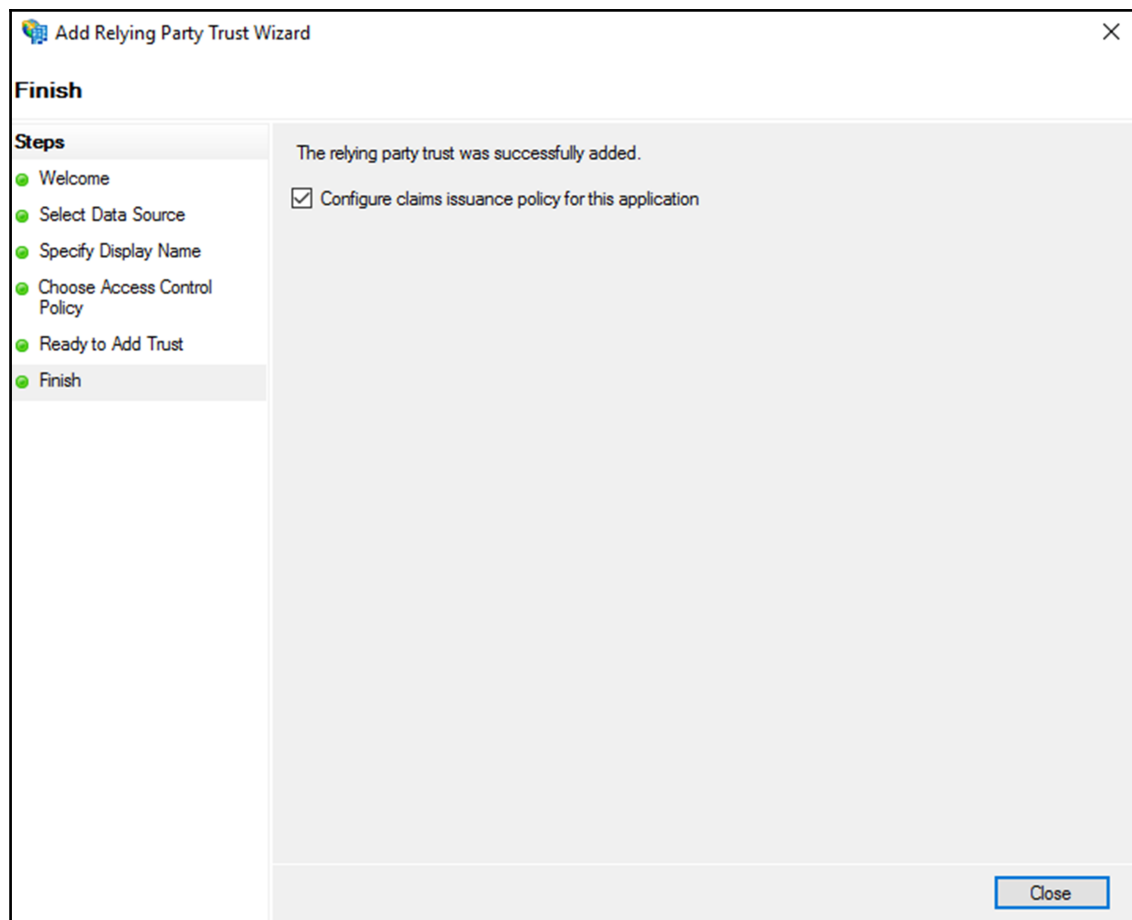 Add Relying Party Trust Wizard
Finish
Steps
Welcome
Select Data Source
Specify Display Name
Choose Access Control
Policy
Ready to Add Trust
Finish
The relying party trust was successfully added.
Configure claims issuance policy for this application
Close